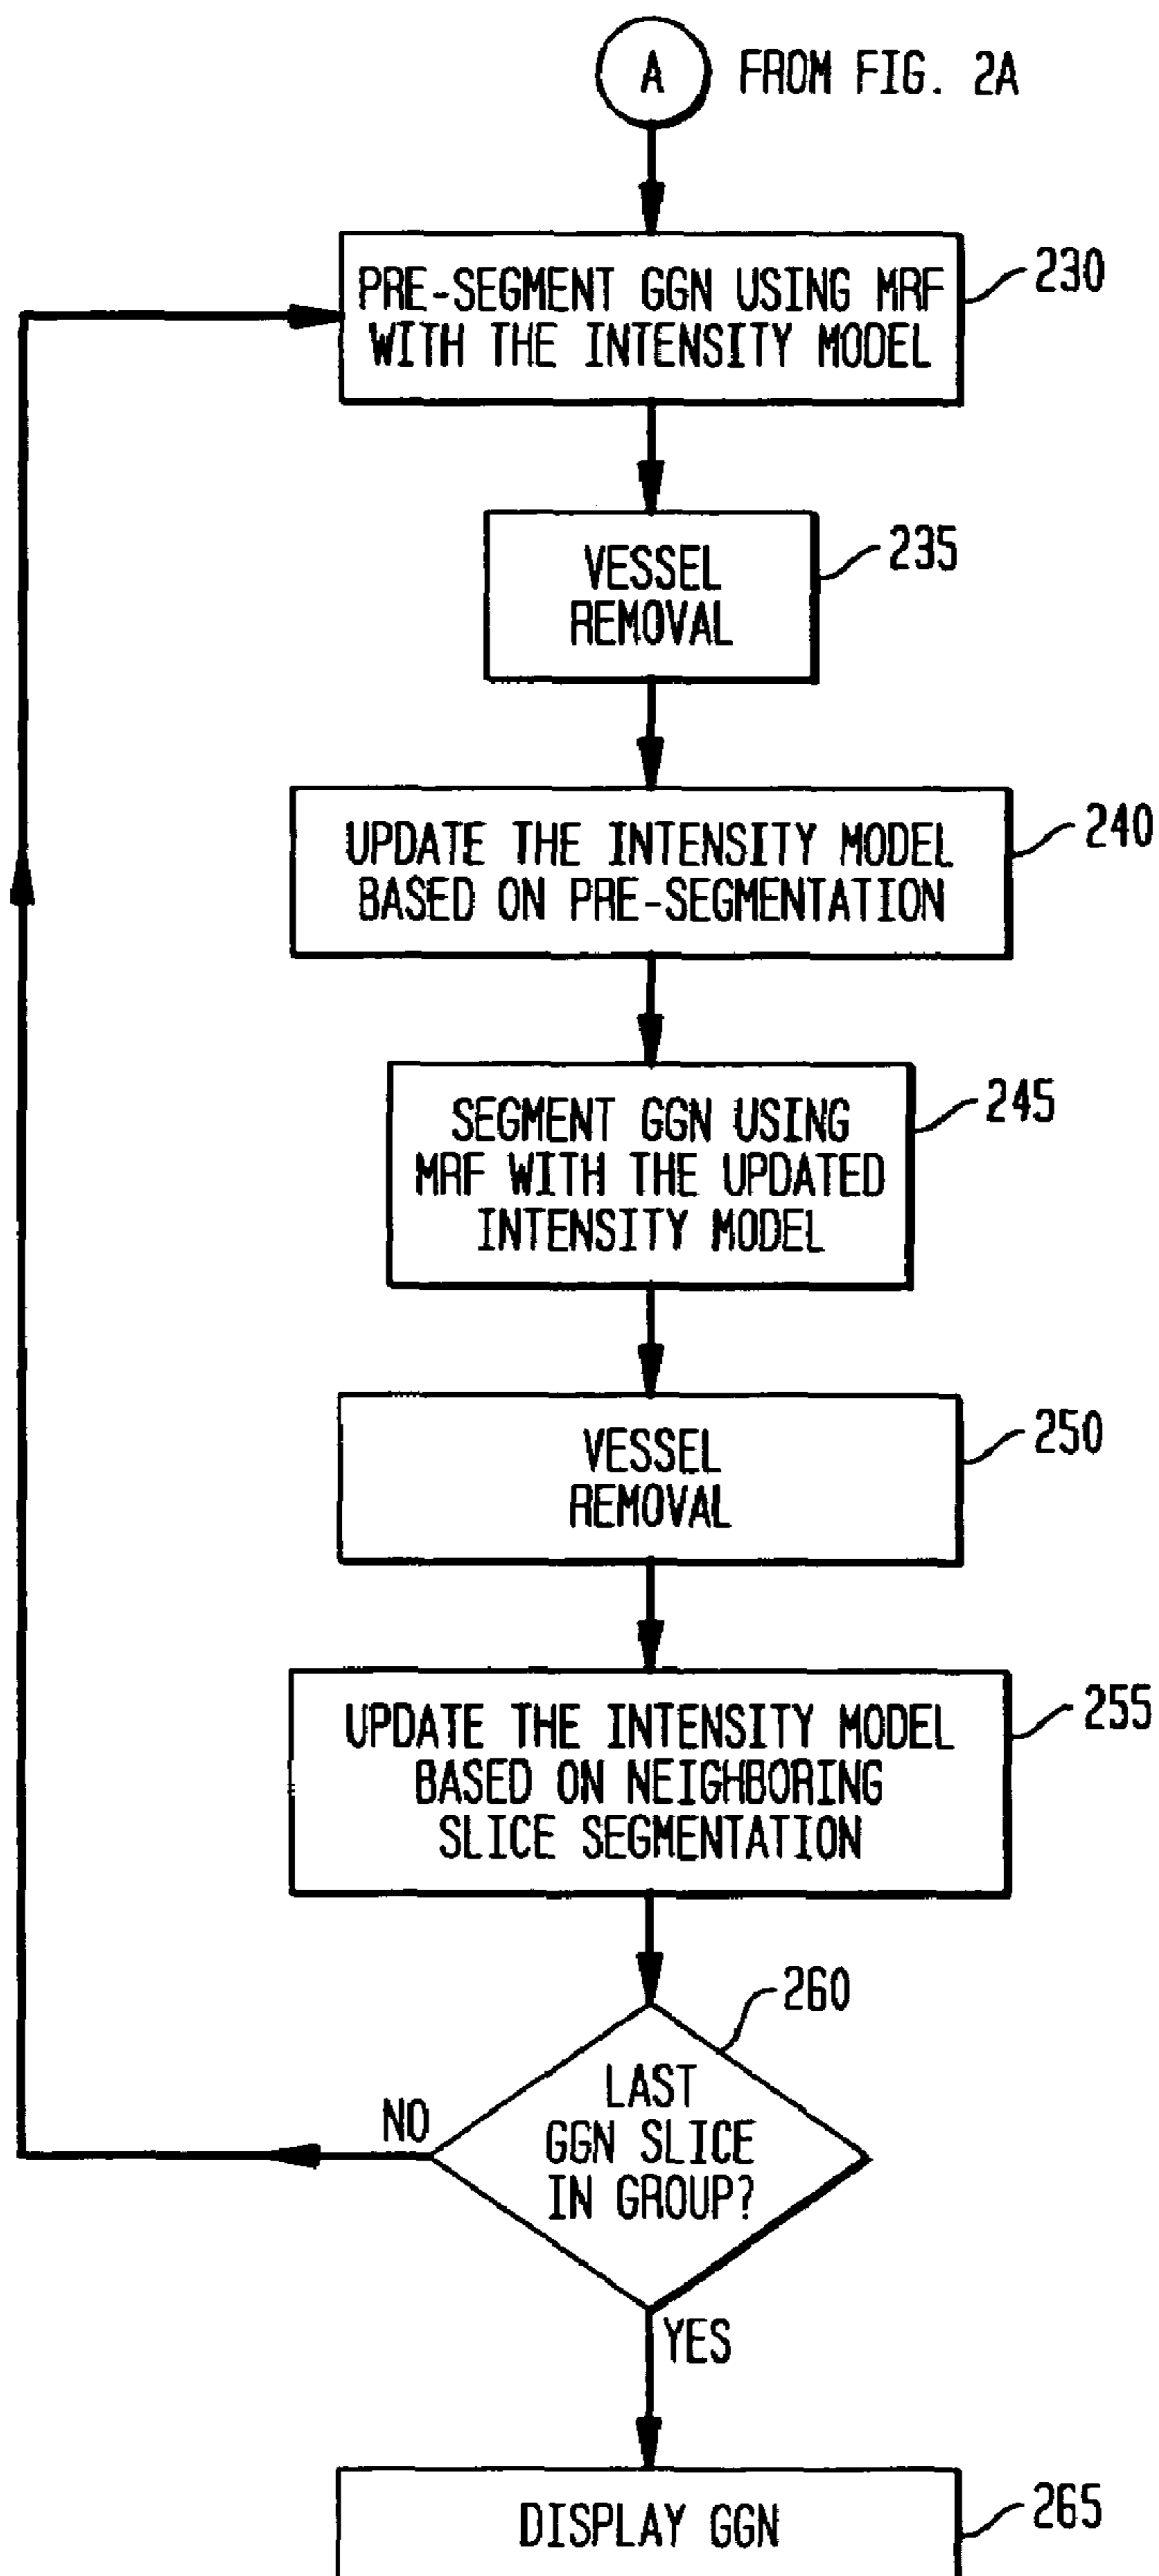 A FROM FIG. 2A
PRE-SEGMENT GGN USING MRF
WITH THE INTENSITY MODEL
230
VESSEL
REMOVAL
235
UPDATE THE INTENSITY MODEL
BASED ON PRE-SEGMENTATION
240
SEGMENT GGN USING
MRF WITH THE UPDATED
INTENSITY MODEL
245
VESSEL
REMOVAL
250
UPDATE THE INTENSITY MODEL
BASED ON NEIGHBORING
SLICE SEGMENTATION
255
260
LAST
GGN SLICE
IN GROUP?
NO
YES
DISPLAY GGN
265